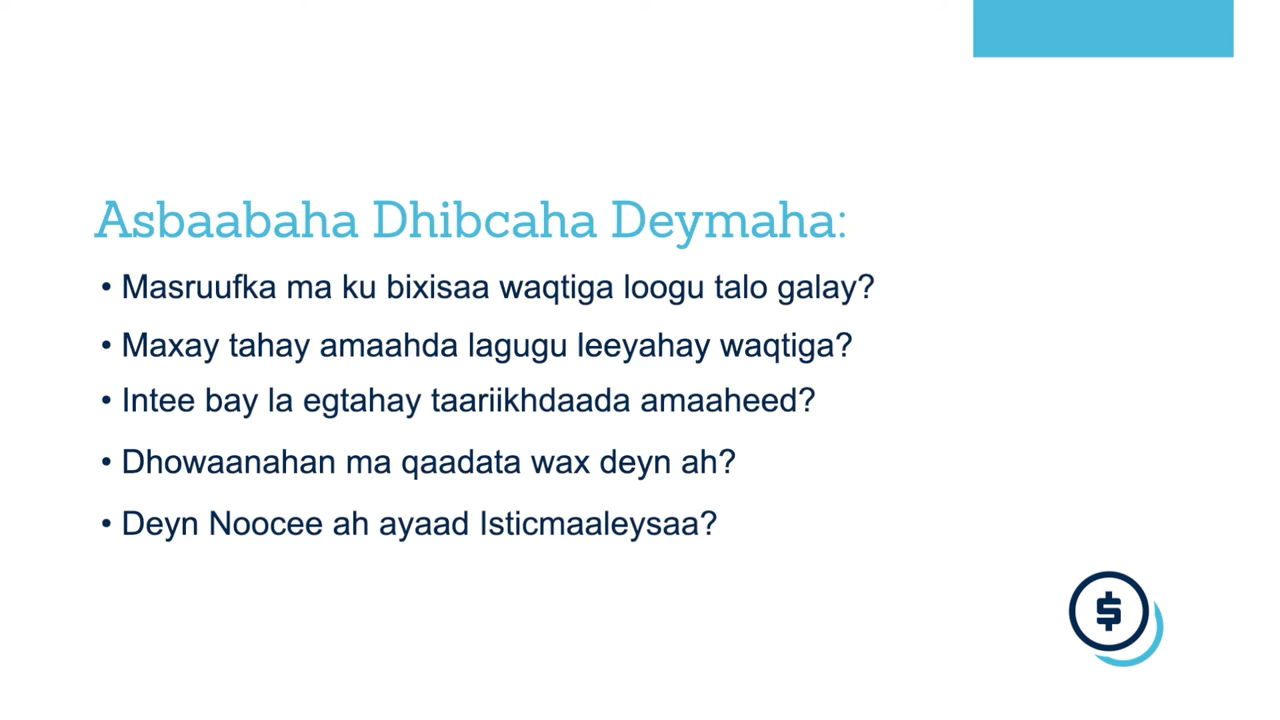 Asbaabaha Dhibcaha Deymaha:
• Masruufka ma ku bixisaa waqtiga loogu talo galay?
• Maxay tahay amaahda lagugu leeyahay waqtiga?
• Intee bay la egtahay taariikhdaada amaaheed?
• Dhowaanahan ma qaadata wax deyn ah?
• Deyn Noocee ah ayaad Isticmaaleysaa?
$